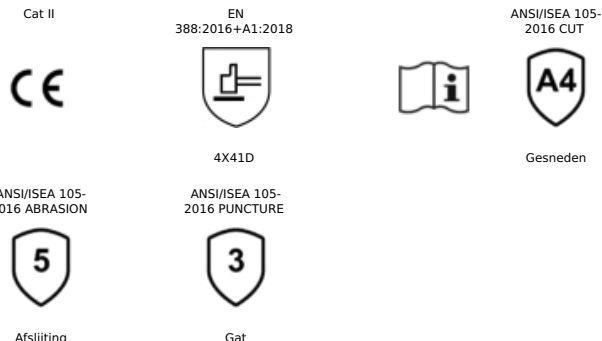 Cat II
EN
388:2016+A1:2018
ANSI/ISEA 105-
2016 CUT
CE
i
A4
4X41D
Gesneden
ANSI/ISEA 105-
016 ABRASION
ANSI/ISEA 105-
2016 PUNCTURE
5
3
Afslijting
Gat